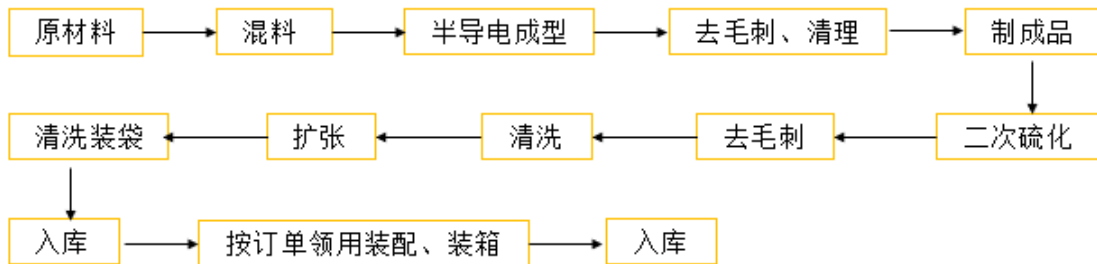 原材料
混料
半导电成型
去毛刺、清理
制成品
二次硫化
去毛刺
清洗
扩张
清洗装袋
入库
按订单领用装配、装箱
入库